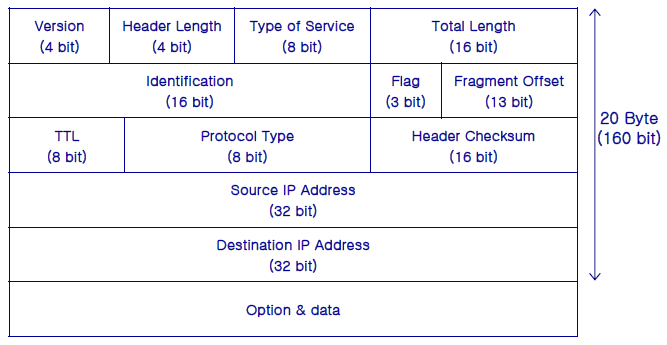 Version
(4 bit)
Header Length
(4 bit)
Type of Service
(8 bit)
Total Length
(16 bit)
Identification
(16 bit)
Flag
(3 bit)
Fragment Offset
(13 bit)
TTL
(8 bit)
Protocol Type
(8 bit)
Header Checksum
(16 bit)
Source IP Address
(32 bit)
Destination IP Address
(32 bit)
Option & data
20 Byte
(160 bit)